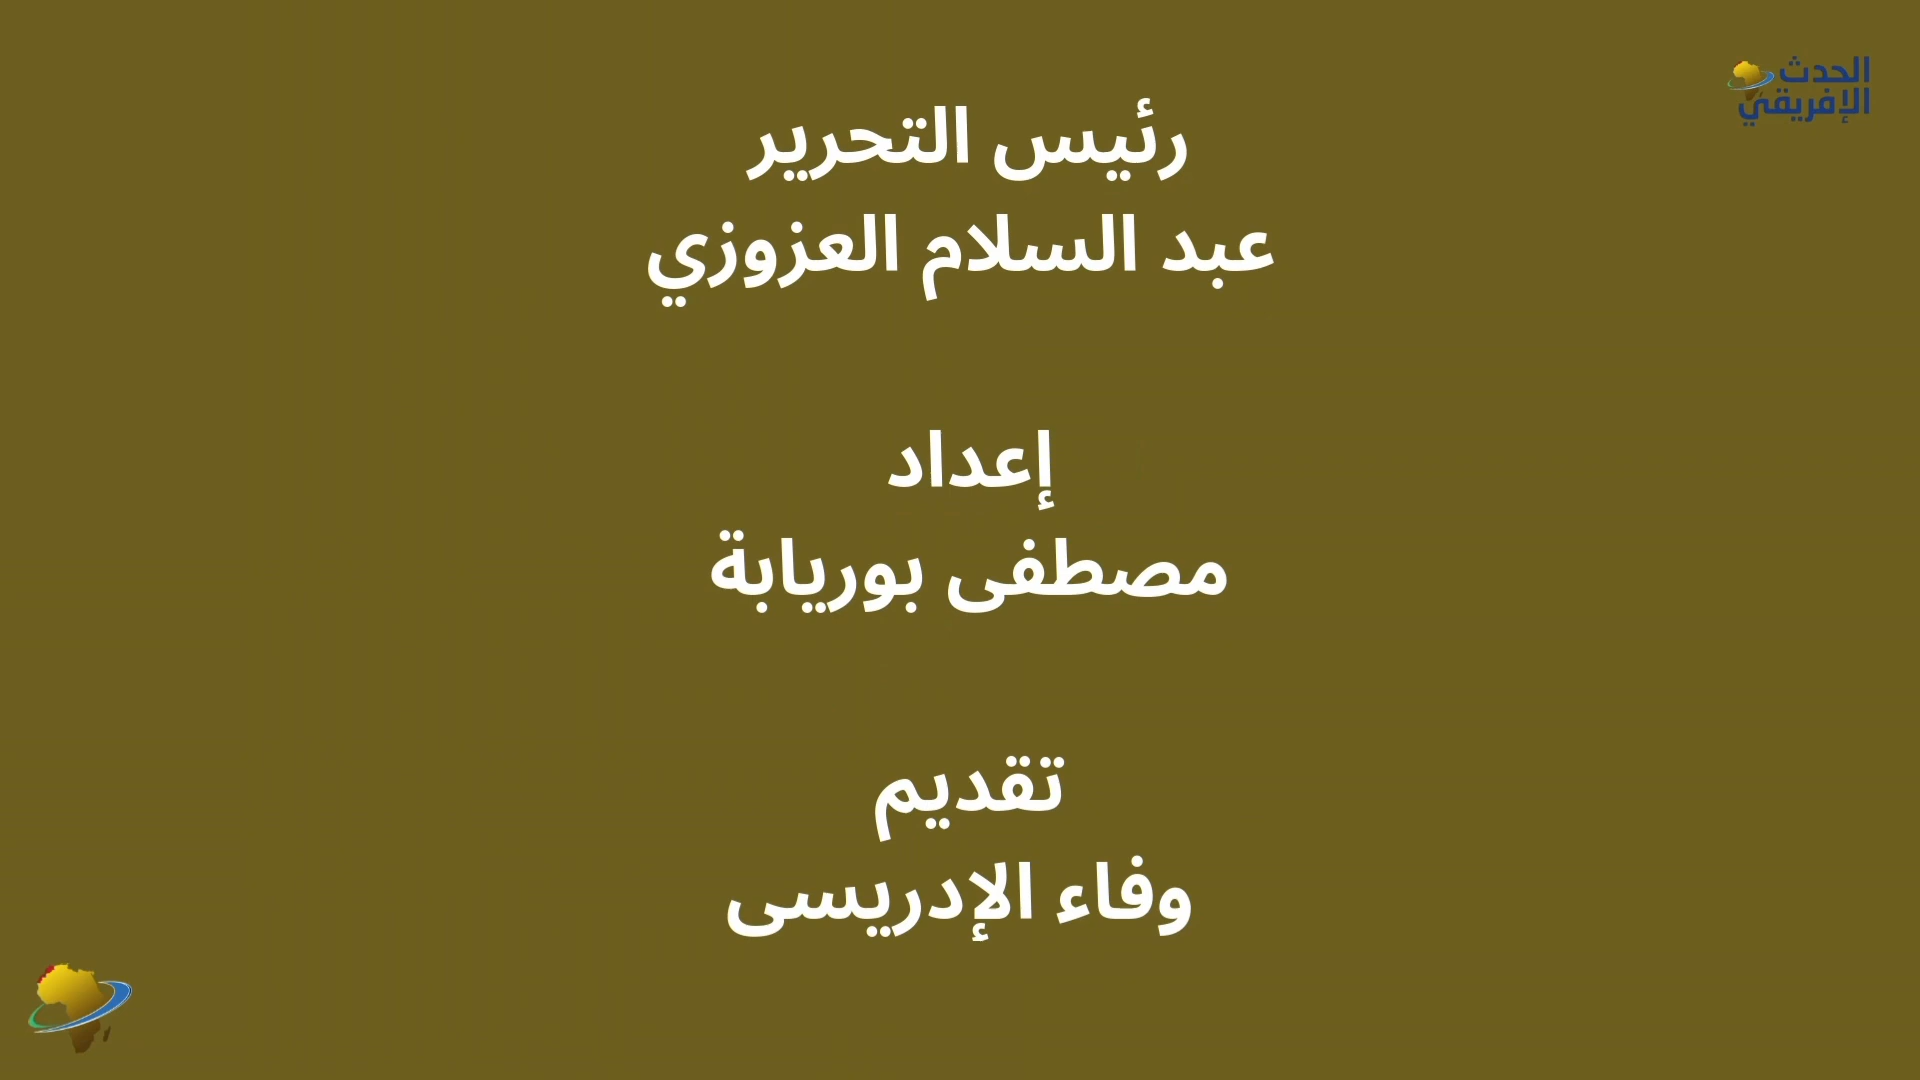 الحدث
الإفريقي
رئيس التحرير
عبد السلام العزوزي
إعداد
مصطفى بوريابة
تقديم
وفاء الإدريسى